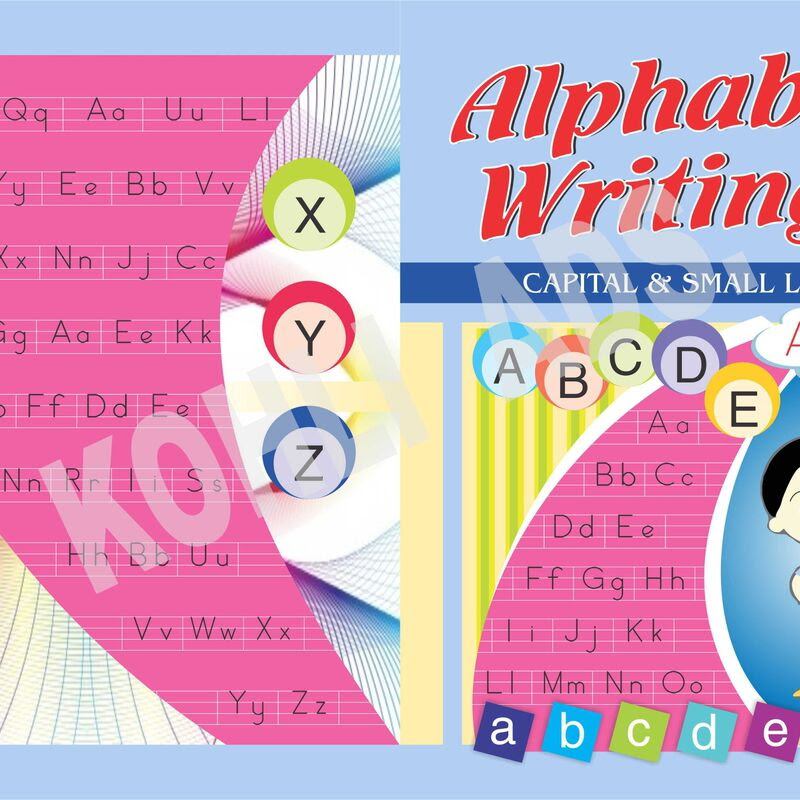 Qq Aa Uu Ll
Yy Ee Bb Vv
Xx Nn Jj Cc
Gg Aa Ee Kk
Ff Dd Ee
Nn Rr Ii Ss
Hh Bb Uu
Vv Ww Xx
Yy Zz
X
Y
Z
Alphab
Writing
CAPITAL & SMALL L
A B C D E
A
Aa
Bb Cc
Dd Ee
Ff Gg Hh
Ii Jj Kk
Ll Mm Nn Oo
a b c d e
KOHLI ADS.